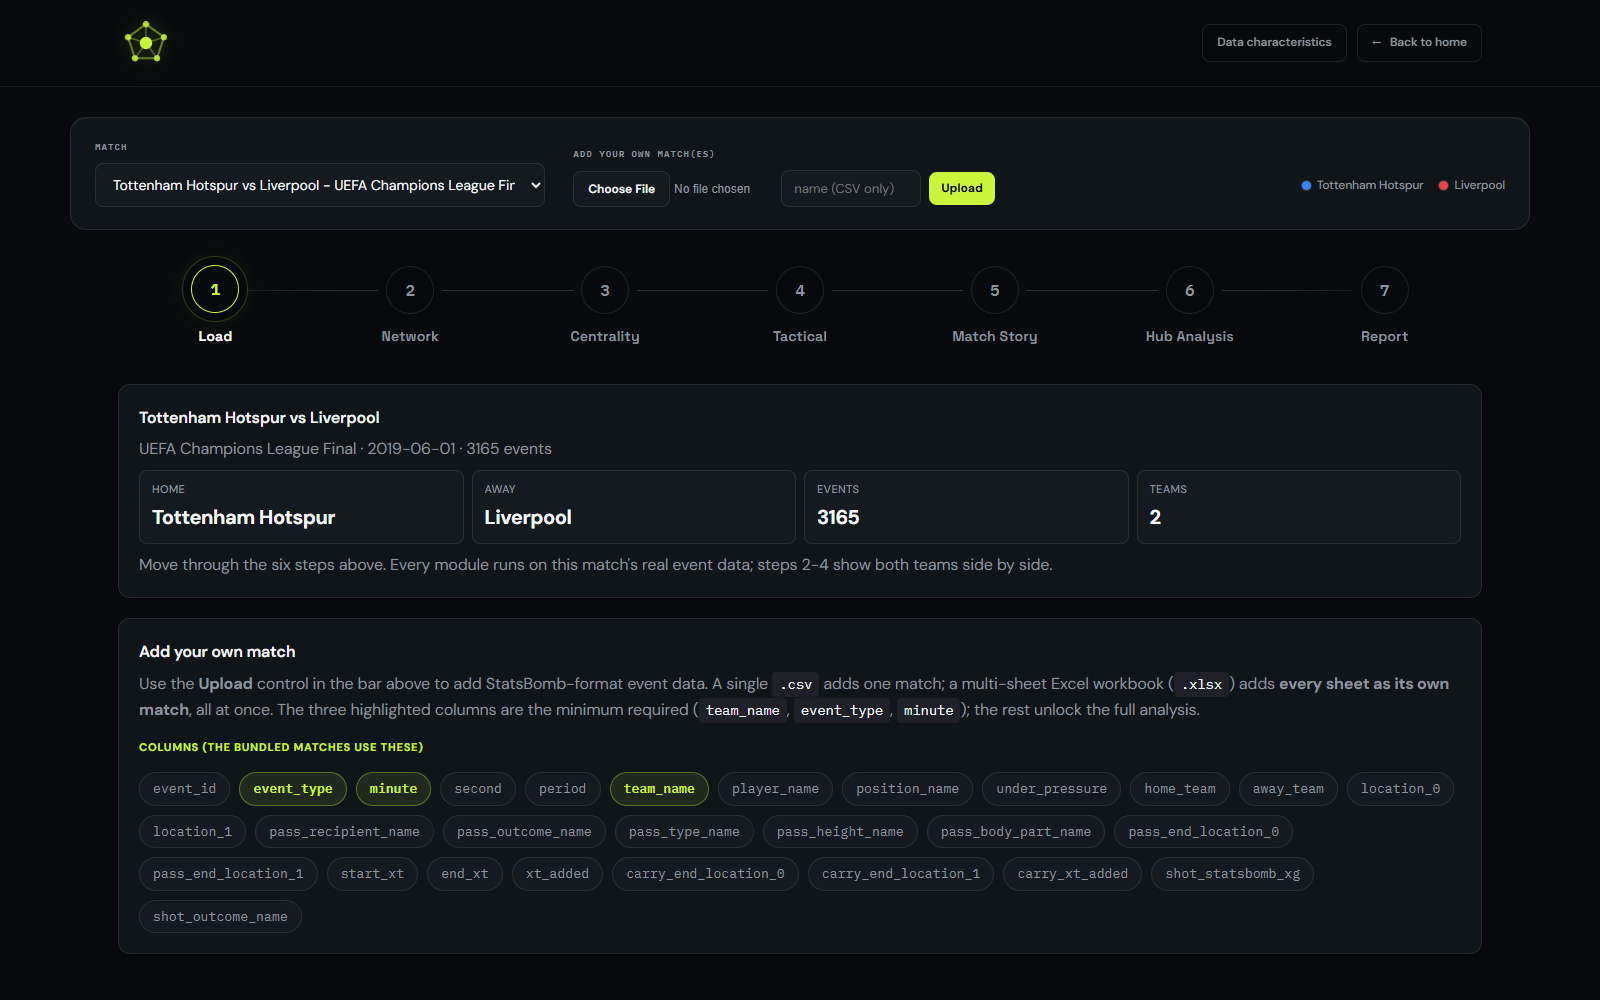 Data characteristics
← Back to home
MATCH
Tottenham Hotspur vs Liverpool - UEFA Champions League Fir
ADD YOUR OWN MATCH(ES)
Choose File No file chosen
name (CSV only)
Upload
Tottenham Hotspur
Liverpool
1
2
3
4
5
6
7
Load
Network
Centrality
Tactical
Match Story
Hub Analysis
Report
Tottenham Hotspur vs Liverpool
UEFA Champions League Final · 2019-06-01 · 3165 events
HOME
Tottenham Hotspur
AWAY
Liverpool
EVENTS
3165
TEAMS
2
Move through the six steps above. Every module runs on this match's real event data; steps 2-4 show both teams side by side.
Add your own match
Use the Upload control in the bar above to add StatsBomb-format event data. A single .csv adds one match; a multi-sheet Excel workbook (.xlsx) adds every sheet as its own
match, all at once. The three highlighted columns are the minimum required (team_name, event_type, minute); the rest unlock the full analysis.
COLUMNS (THE BUNDLED MATCHES USE THESE)
event_id event_type minute second period team_name player_name position_name under_pressure home_team away_team location_0
location_1 pass_recipient_name pass_outcome_name pass_type_name pass_height_name pass_body_part_name pass_end_location_0
pass_end_location_1 start_xt end_xt xt_added carry_end_location_0 carry_end_location_1 carry_xt_added shot_statsbomb_xg
shot_outcome_name